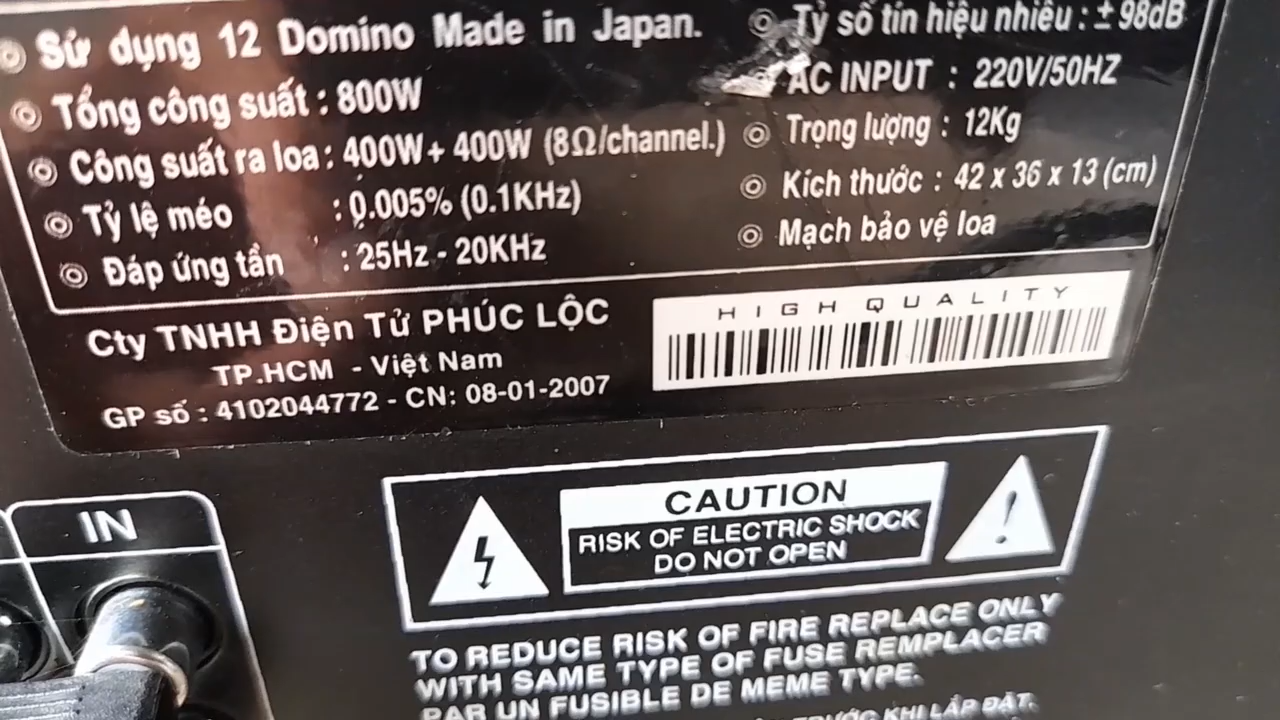 Sử dụng 12 Domino Made in Japan.
Tổng công suất : 800W
Công suất ra loa : 400W + 400W (8Ω/channel.)
Tỷ lệ méo : 0.005% (0.1KHz)
Đáp ứng tần : 25Hz - 20KHz
Tỷ số tín hiệu nhiêu : ± 98dB
AC INPUT : 220V/50HZ
Trọng lượng : 12Kg
Kích thước : 42 x 36 x 13 (cm)
Mạch bảo vệ loa
Cty TNHH Điện Tử PHÚC LỘC
TP.HCM - Việt Nam
GP số : 4102044772 - CN: 08-01-2007
HIGH QUALITY
IN
CAUTION
RISK OF ELECTRIC SHOCK
DO NOT OPEN
TO REDUCE RISK OF FIRE REPLACE ONLY
WITH SAME TYPE OF FUSE REMPLACER
PAR UN FUSIBLE DE MEME TYPE.
TRƯỚC KHI LẮP ĐẶT.